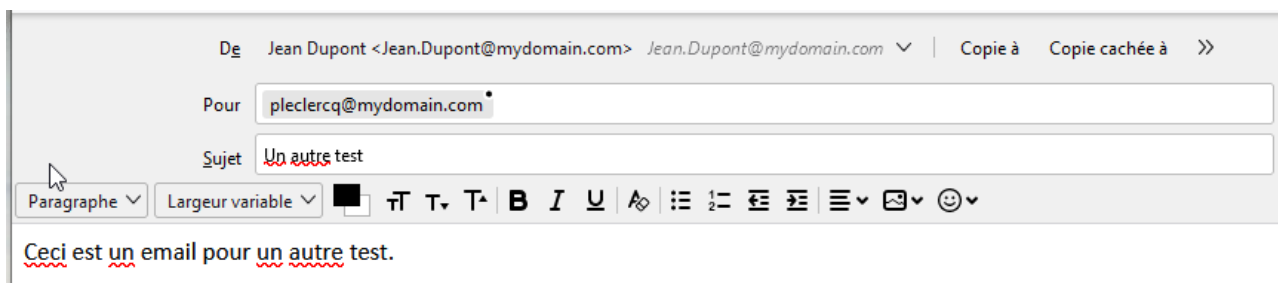 De Jean Dupont <Jean.Dupont@mydomain.com> Jean.Dupont@mydomain.com Copie à Copie cachée à
Pour pleclercq@mydomain.com
Sujet Un autre test
Paragraphe Largeur variable
Ceci est un email pour un autre test.